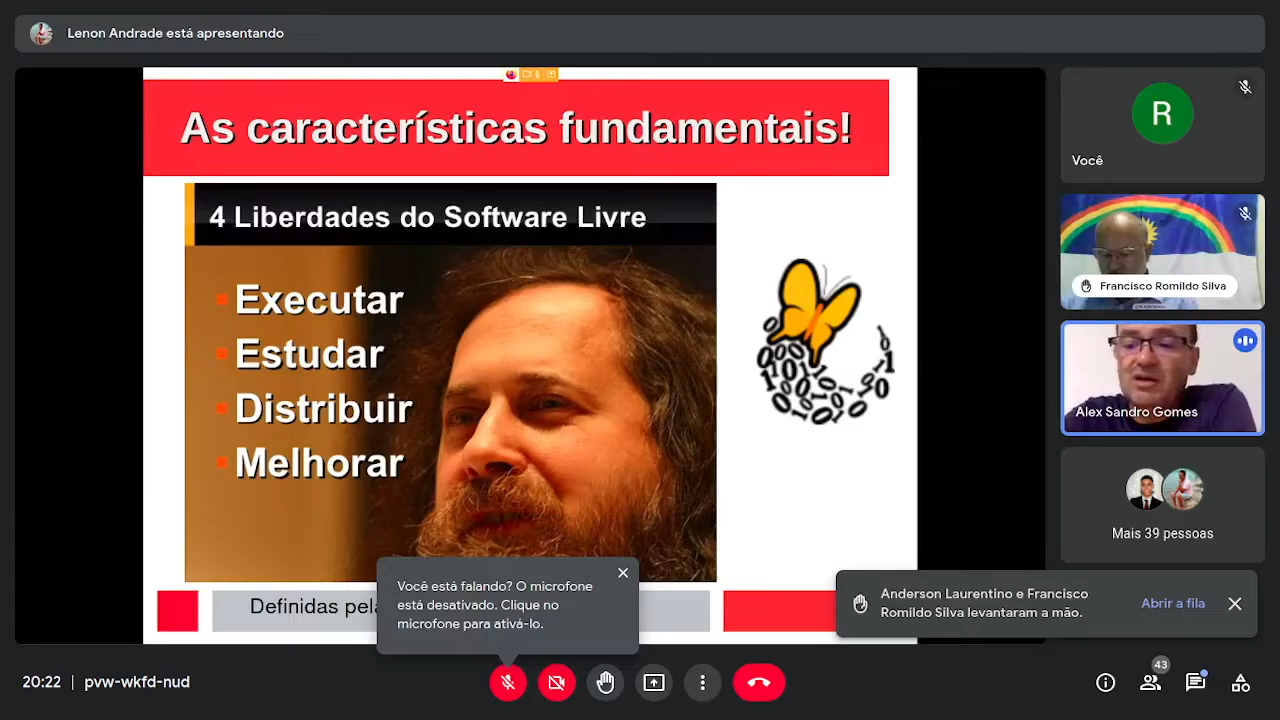 Lenon Andrade está apresentando
As características fundamentais!
4 Liberdades do Software Livre
Executar
Estudar
Distribuir
Melhorar
Definidas pel
Você está falando? O microfone
está desativado. Clique no
microfone para ativá-lo.
R
Você
Francisco Romildo Silva
Alex Sandro Gomes
Mais 39 pessoas
Anderson Laurentino e Francisco
Romildo Silva levantaram a mão.
Abrir a fila
20:22 | pvw-wkfd-nud
43